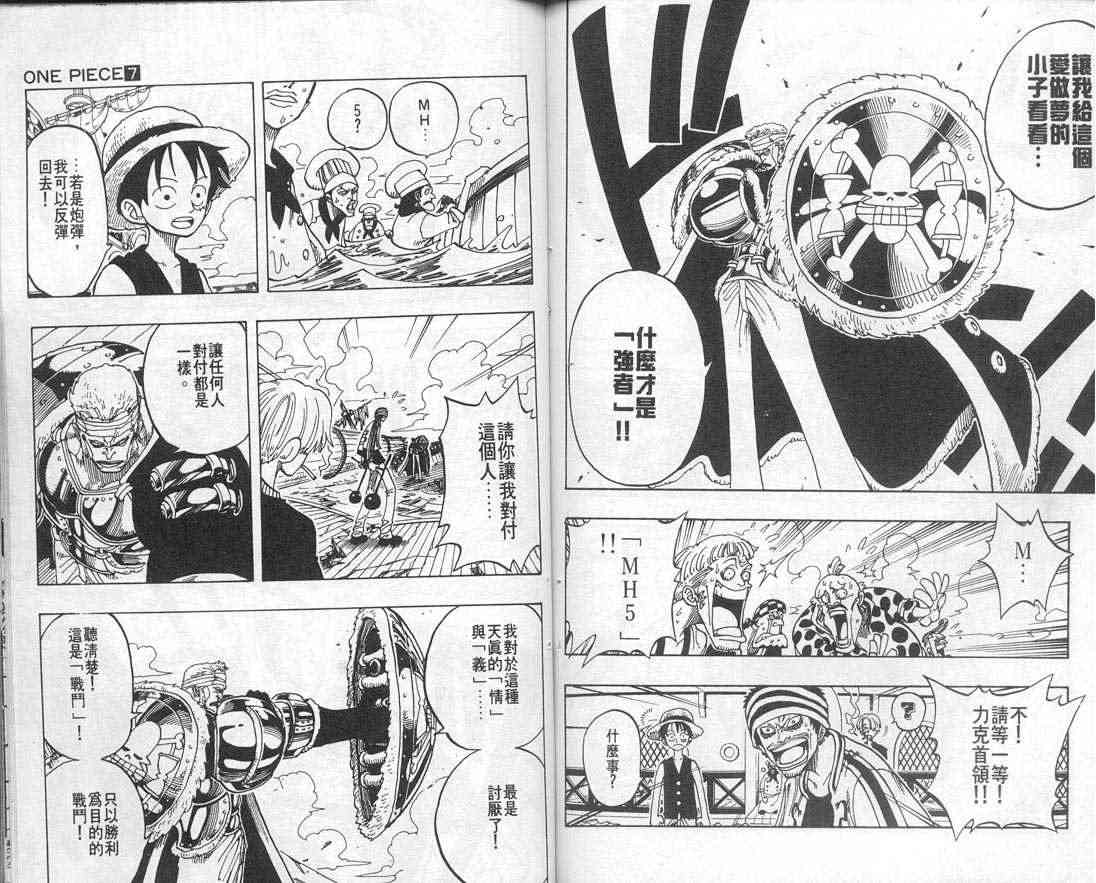 讓我給這個
愛做夢的
小子看看…
什麼才是
「強者」!!
M…
「MH5」
!!
不！
請等一等！
力克首領!!
?
什麼事？
ONE PIECE 7
MH…
5？
…若是炮彈，
我可以反彈
回去！
請你讓我對付
這個人……
讓任何人
對付都是
一樣。
我對於這種
天真的「情」
與「義」……
最是
討厭了！
聽清楚！
這是「戰鬥」！
只以勝利
為目的的
戰鬥！